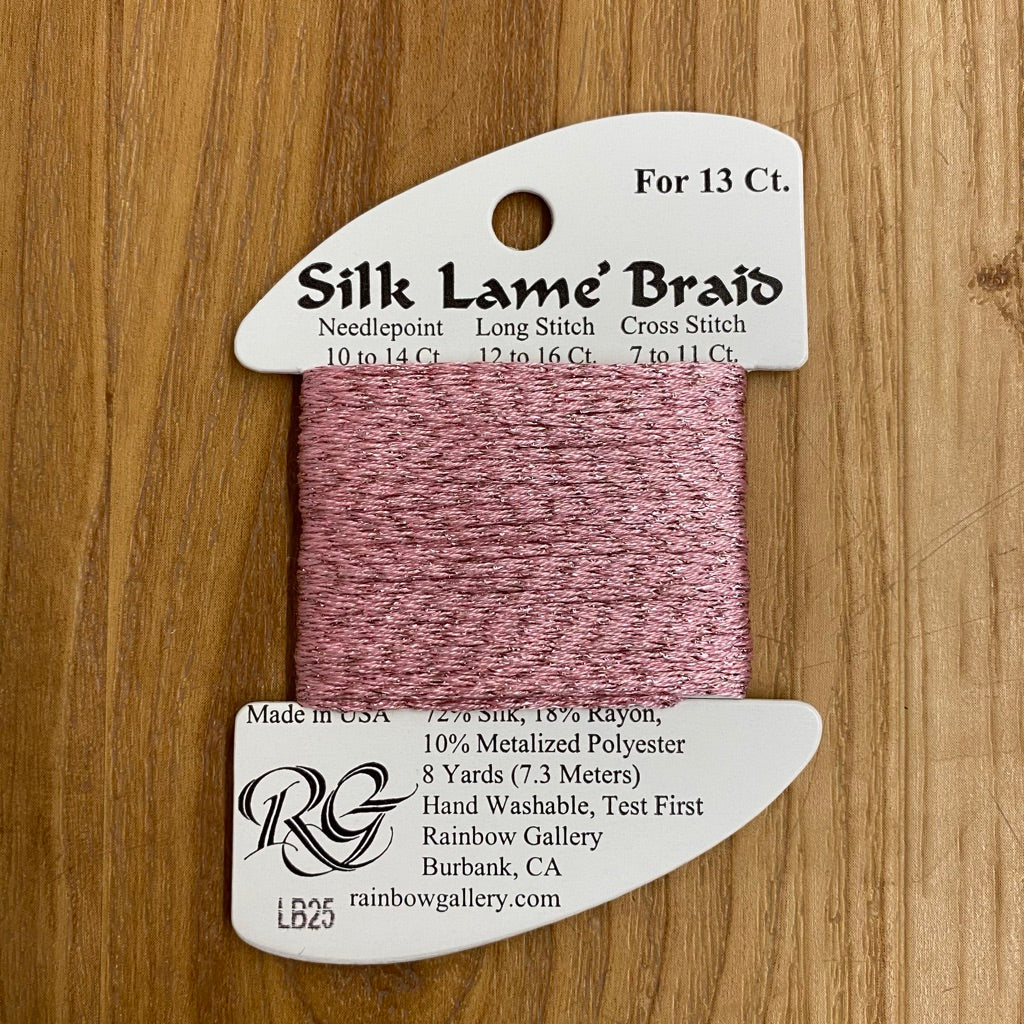 For 13 Ct.
Silk Lame' Braid
Needlepoint Long Stitch Cross Stitch
10 to 14 Ct. 12 to 16 Ct. 7 to 11 Ct.
Made in USA 72% Silk, 18% Rayon,
10% Metalized Polyester
8 Yards (7.3 Meters)
Hand Washable, Test First
RG
Rainbow Gallery
Burbank, CA
rainbowgallery.com
LB25